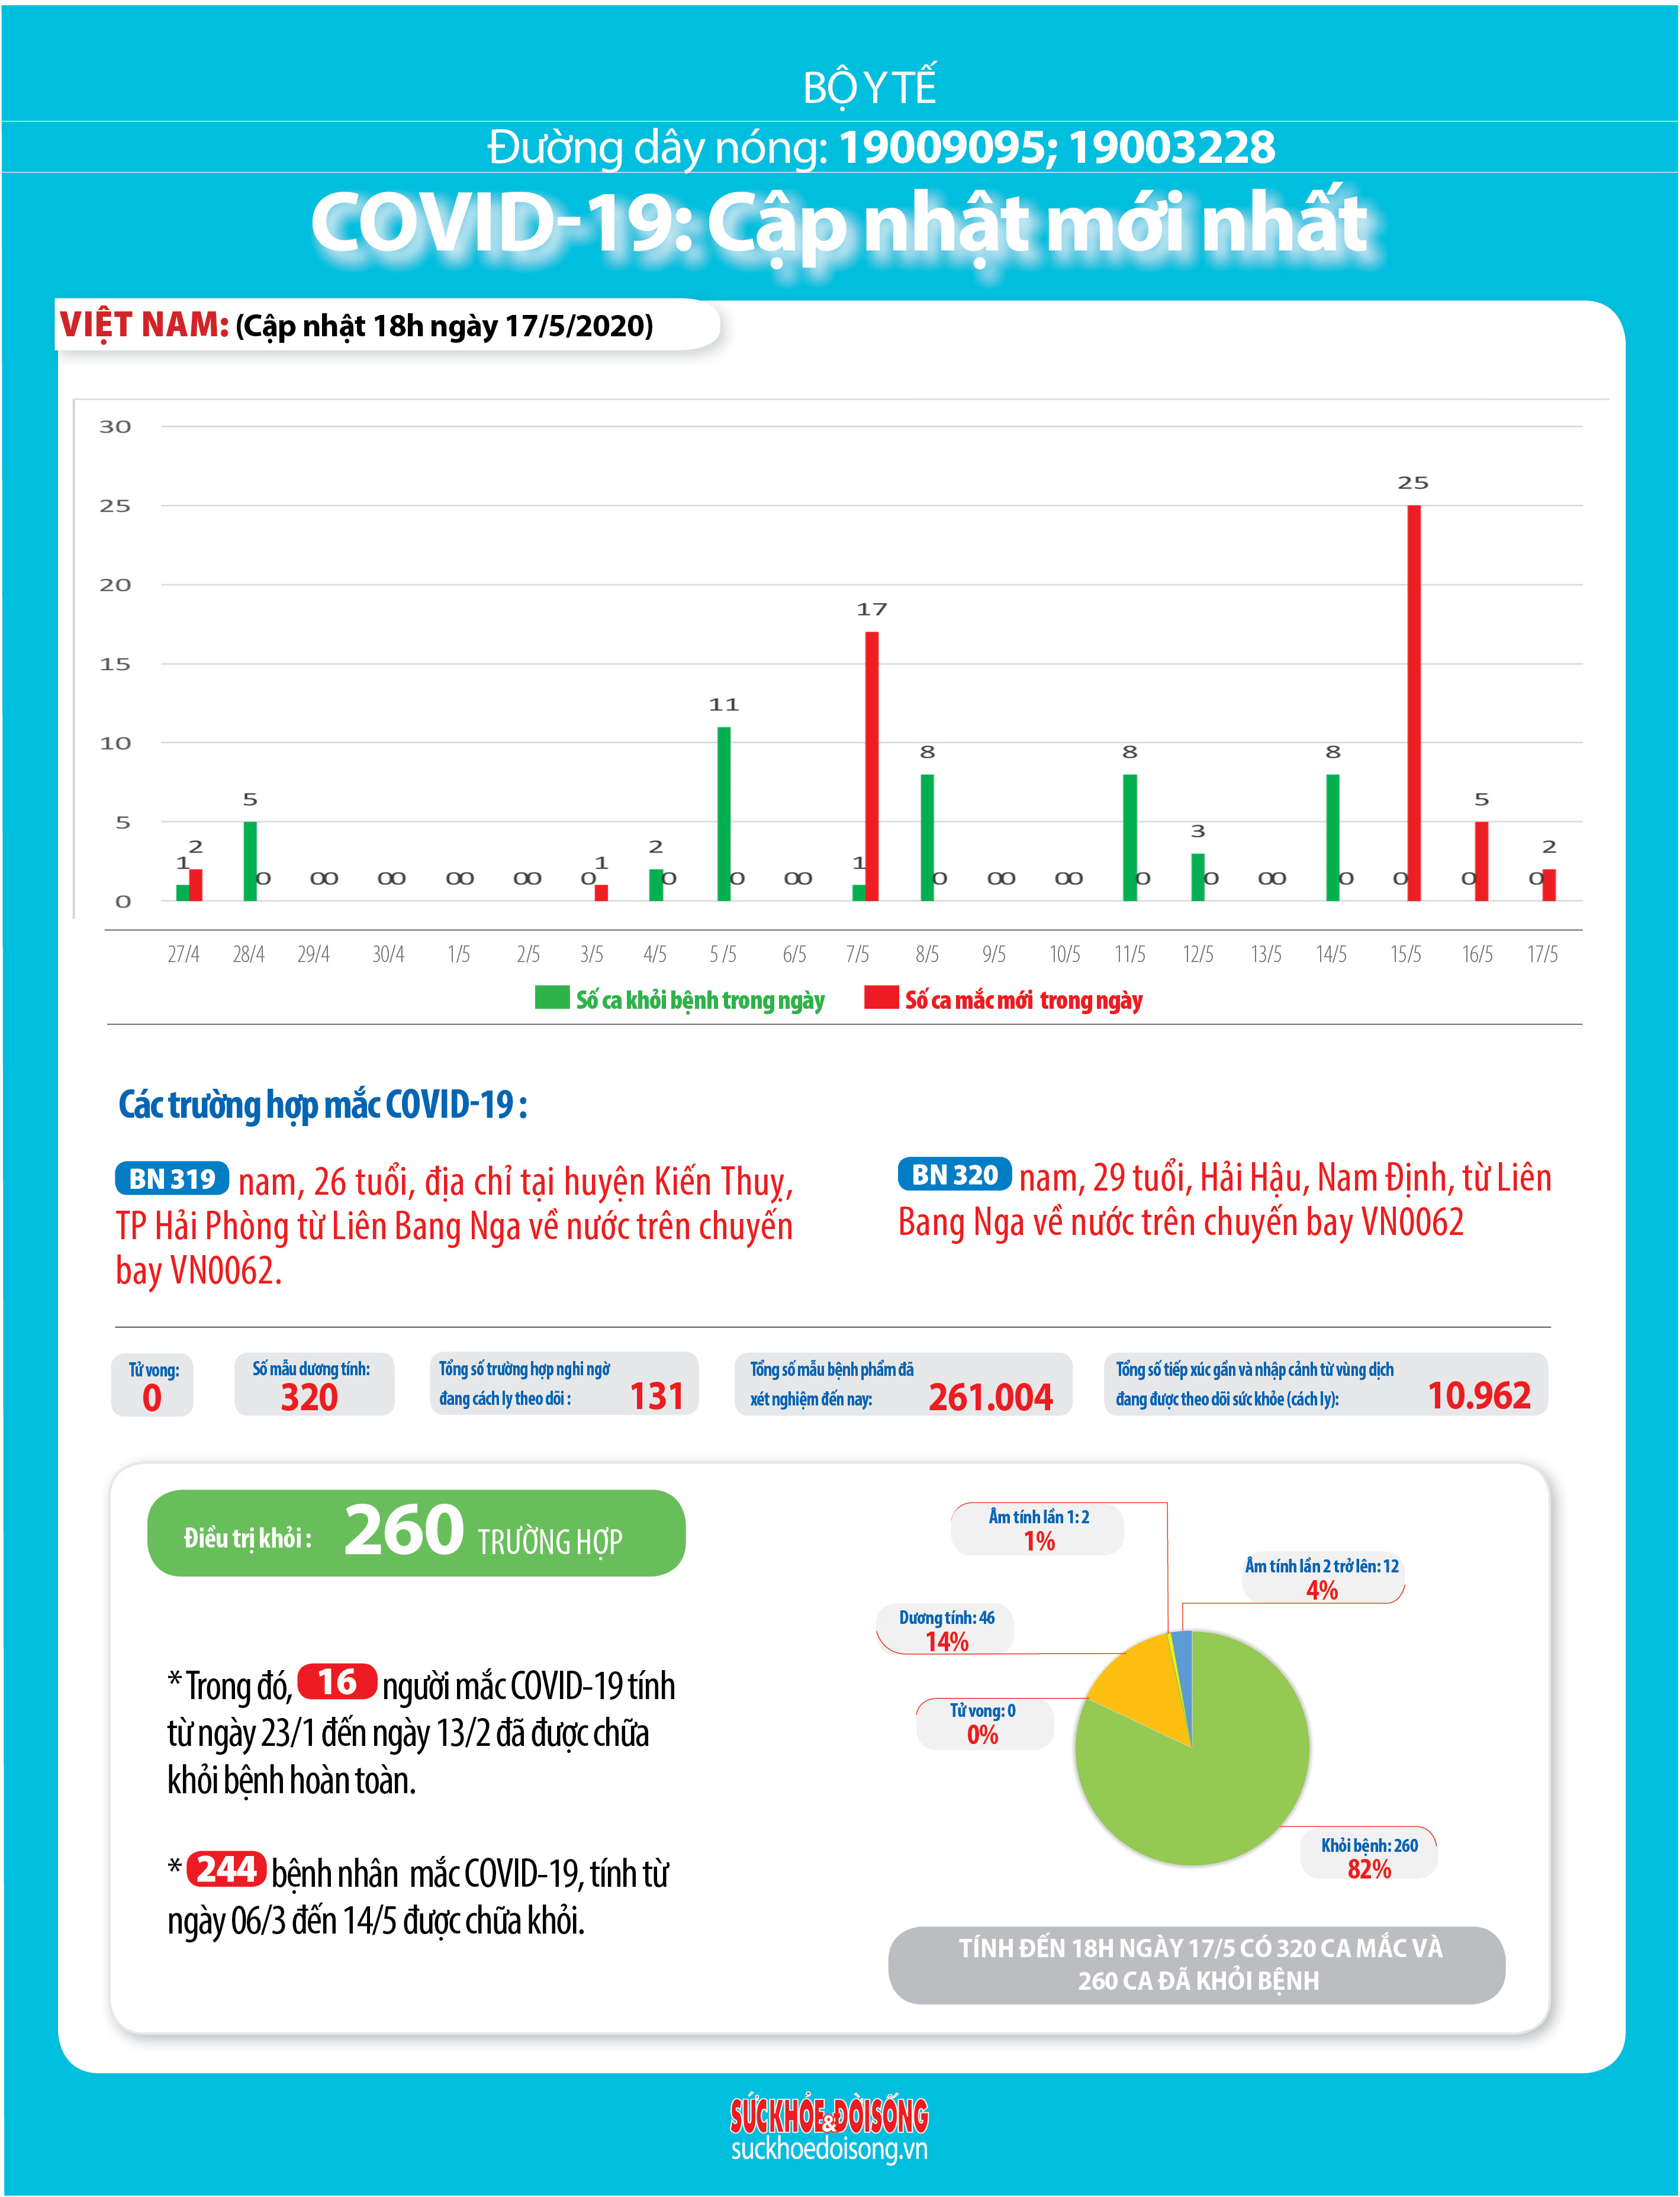 BỘ Y TẾ
Đường dây nóng: 19009095; 19003228
COVID-19: Cập nhật mới nhất
VIỆT NAM: (Cập nhật 18h ngày 17/5/2020)
30
25
20
15
10
5
0
1 2
5 0
0 0
0 0
0 0
0 0
0 1
2 0
11 0
0 0
1 17
8 0
0 0
0 0
8 0
3 0
0 0
8 0
0 25
0 5
0 2
27/4 28/4 29/4 30/4 1/5 2/5 3/5 4/5 5 /5 6/5 7/5 8/5 9/5 10/5 11/5 12/5 13/5 14/5 15/5 16/5 17/5
Số ca khỏi bệnh trong ngày Số ca mắc mới trong ngày
Các trường hợp mắc COVID-19 :
BN 319 nam, 26 tuổi, địa chỉ tại huyện Kiến Thuỵ,
TP Hải Phòng từ Liên Bang Nga về nước trên chuyến
bay VN0062.
BN 320 nam, 29 tuổi, Hải Hậu, Nam Định, từ Liên
Bang Nga về nước trên chuyến bay VN0062
Tử vong:
0
Số mẫu dương tính:
320
Tổng số trường hợp nghi ngờ
đang cách ly theo dõi : 131
Tổng số mẫu bệnh phẩm đã
xét nghiệm đến nay: 261.004
Tổng số tiếp xúc gần và nhập cảnh từ vùng dịch
đang được theo dõi sức khỏe (cách ly): 10.962
Điều trị khỏi : 260 TRƯỜNG HỢP
* Trong đó, 16 người mắc COVID-19 tính
từ ngày 23/1 đến ngày 13/2 đã được chữa
khỏi bệnh hoàn toàn.
* 244 bệnh nhân mắc COVID-19, tính từ
ngày 06/3 đến 14/5 được chữa khỏi.
Âm tính lần 1: 2
1%
Âm tính lần 2 trở lên: 12
4%
Dương tính: 46
14%
Tử vong: 0
0%
Khỏi bệnh: 260
82%
TÍNH ĐẾN 18H NGÀY 17/5 CÓ 320 CA MẮC VÀ
260 CA ĐÃ KHỎI BỆNH
SỨC KHỎE & ĐỜI SỐNG
suckhoedoisong.vn